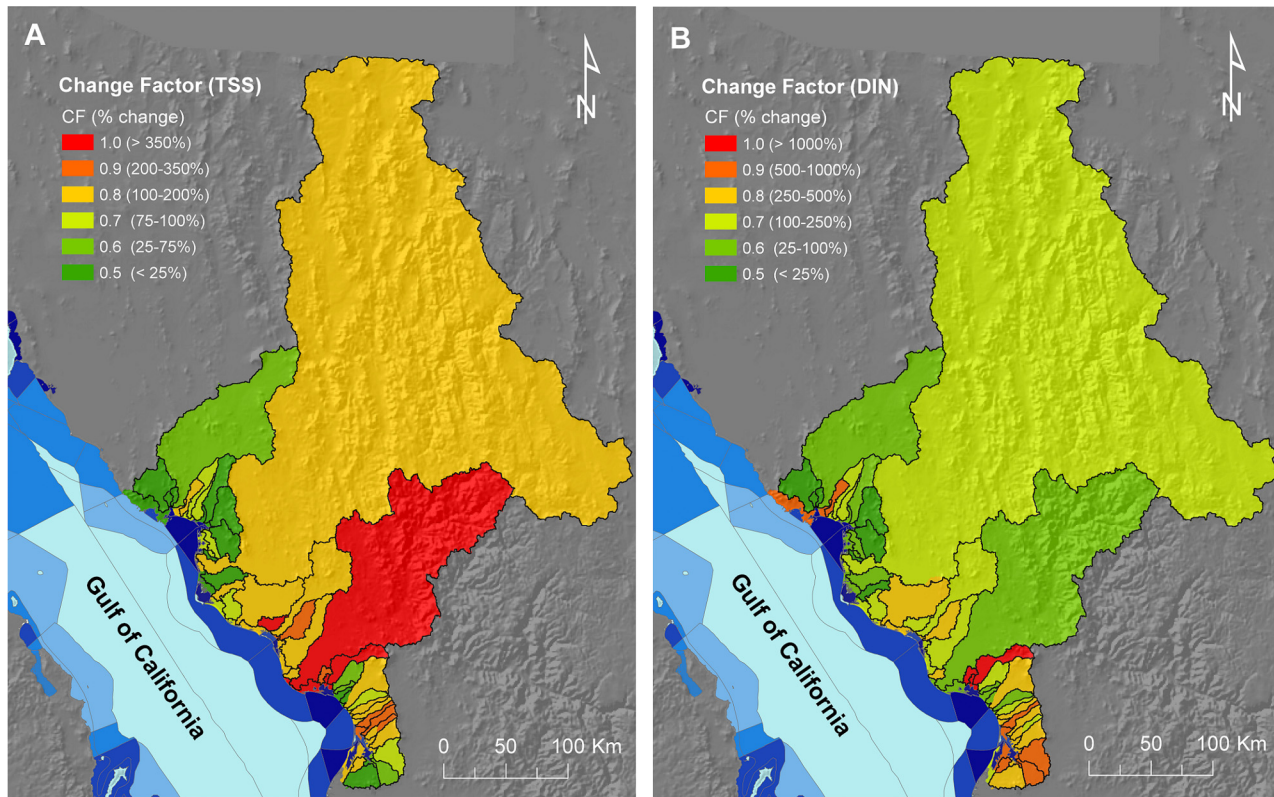 A
Change Factor (TSS)
CF (% change)
1.0 (> 350%)
0.9 (200-350%)
0.8 (100-200%)
0.7 (75-100%)
0.6 (25-75%)
0.5 (< 25%)
N
Gulf of California
0 50 100 Km
B
Change Factor (DIN)
CF (% change)
1.0 (> 1000%)
0.9 (500-1000%)
0.8 (250-500%)
0.7 (100-250%)
0.6 (25-100%)
0.5 (< 25%)
N
Gulf of California
0 50 100 Km